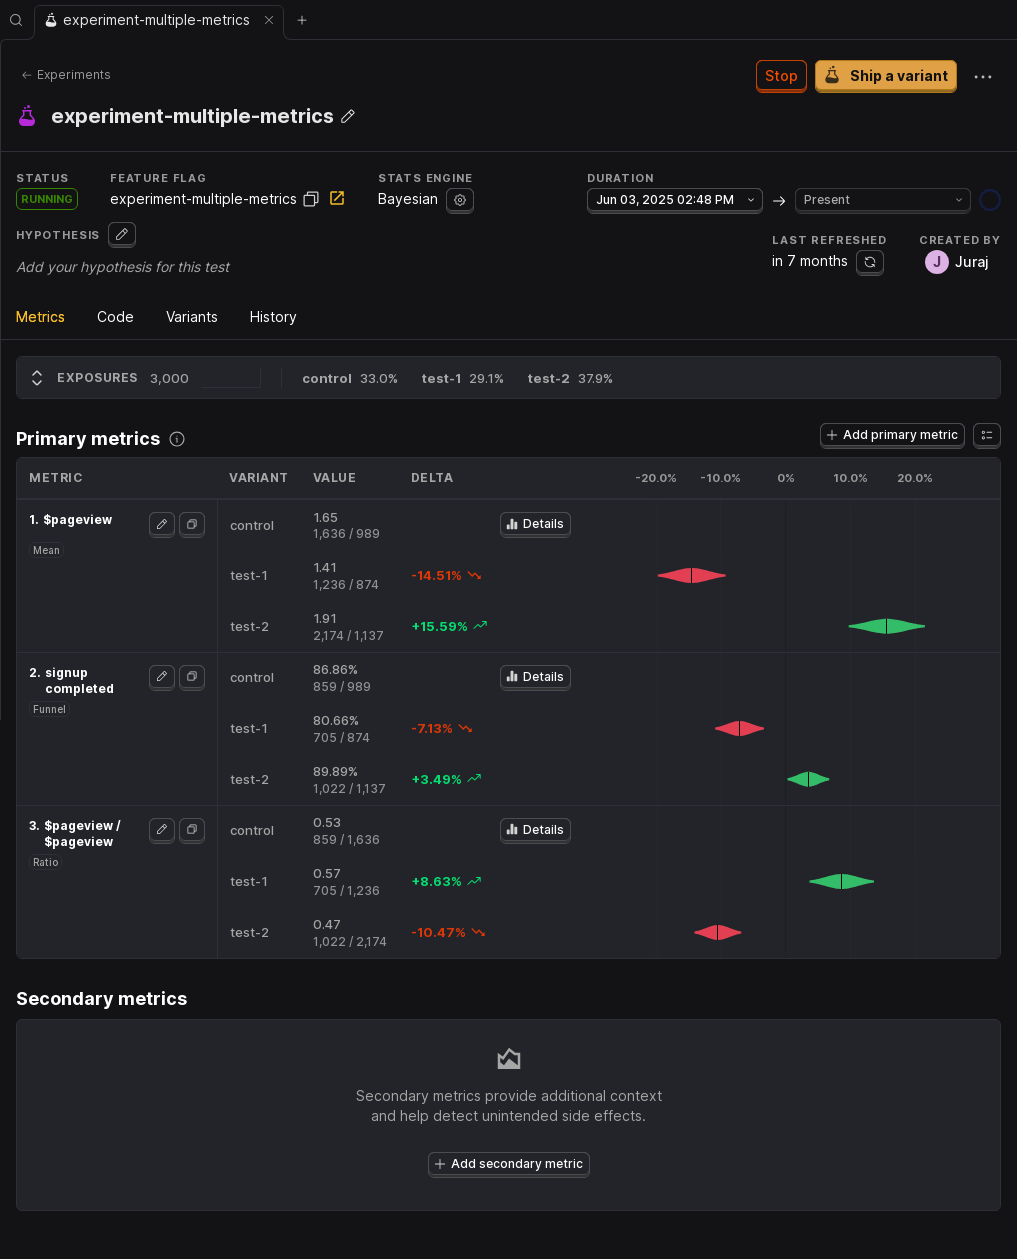 experiment-multiple-metrics
Experiments
Stop
Ship a variant
experiment-multiple-metrics
STATUS
RUNNING
FEATURE FLAG
experiment-multiple-metrics
STATS ENGINE
Bayesian
DURATION
Jun 03, 2025 02:48 PM
Present
HYPOTHESIS
Add your hypothesis for this test
LAST REFRESHED
in 7 months
CREATED BY
J Juraj
Metrics Code Variants History
EXPOSURES 3,000 control 33.0% test-1 29.1% test-2 37.9%
Primary metrics
Add primary metric
METRIC VARIANT VALUE DELTA -20.0% -10.0% 0% 10.0% 20.0%
1. $pageview
Mean
control 1.65 Details
1,636 / 989
test-1 1.41 -14.51%
1,236 / 874
test-2 1.91 +15.59%
2,174 / 1,137
2. signup
completed
Funnel
control 86.86% Details
859 / 989
test-1 80.66% -7.13%
705 / 874
test-2 89.89% +3.49%
1,022 / 1,137
3. $pageview /
$pageview
Ratio
control 0.53 Details
859 / 1,636
test-1 0.57 +8.63%
705 / 1,236
test-2 0.47 -10.47%
1,022 / 2,174
Secondary metrics
Secondary metrics provide additional context
and help detect unintended side effects.
Add secondary metric